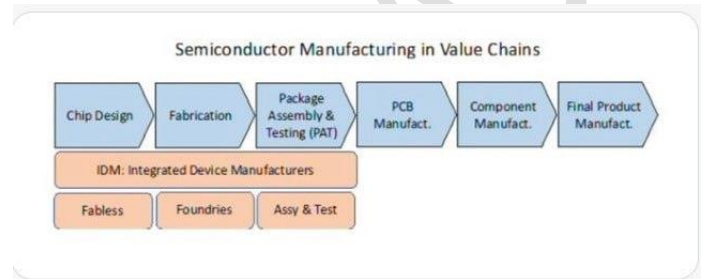 Semiconductor Manufacturing in Value Chains
Chip Design
Fabrication
Package
Assembly &
Testing (PAT)
PCB
Manufact.
Component
Manufact.
Final Product
Manufact.
IDM: Integrated Device Manufacturers
Fabless
Foundries
Assy & Test